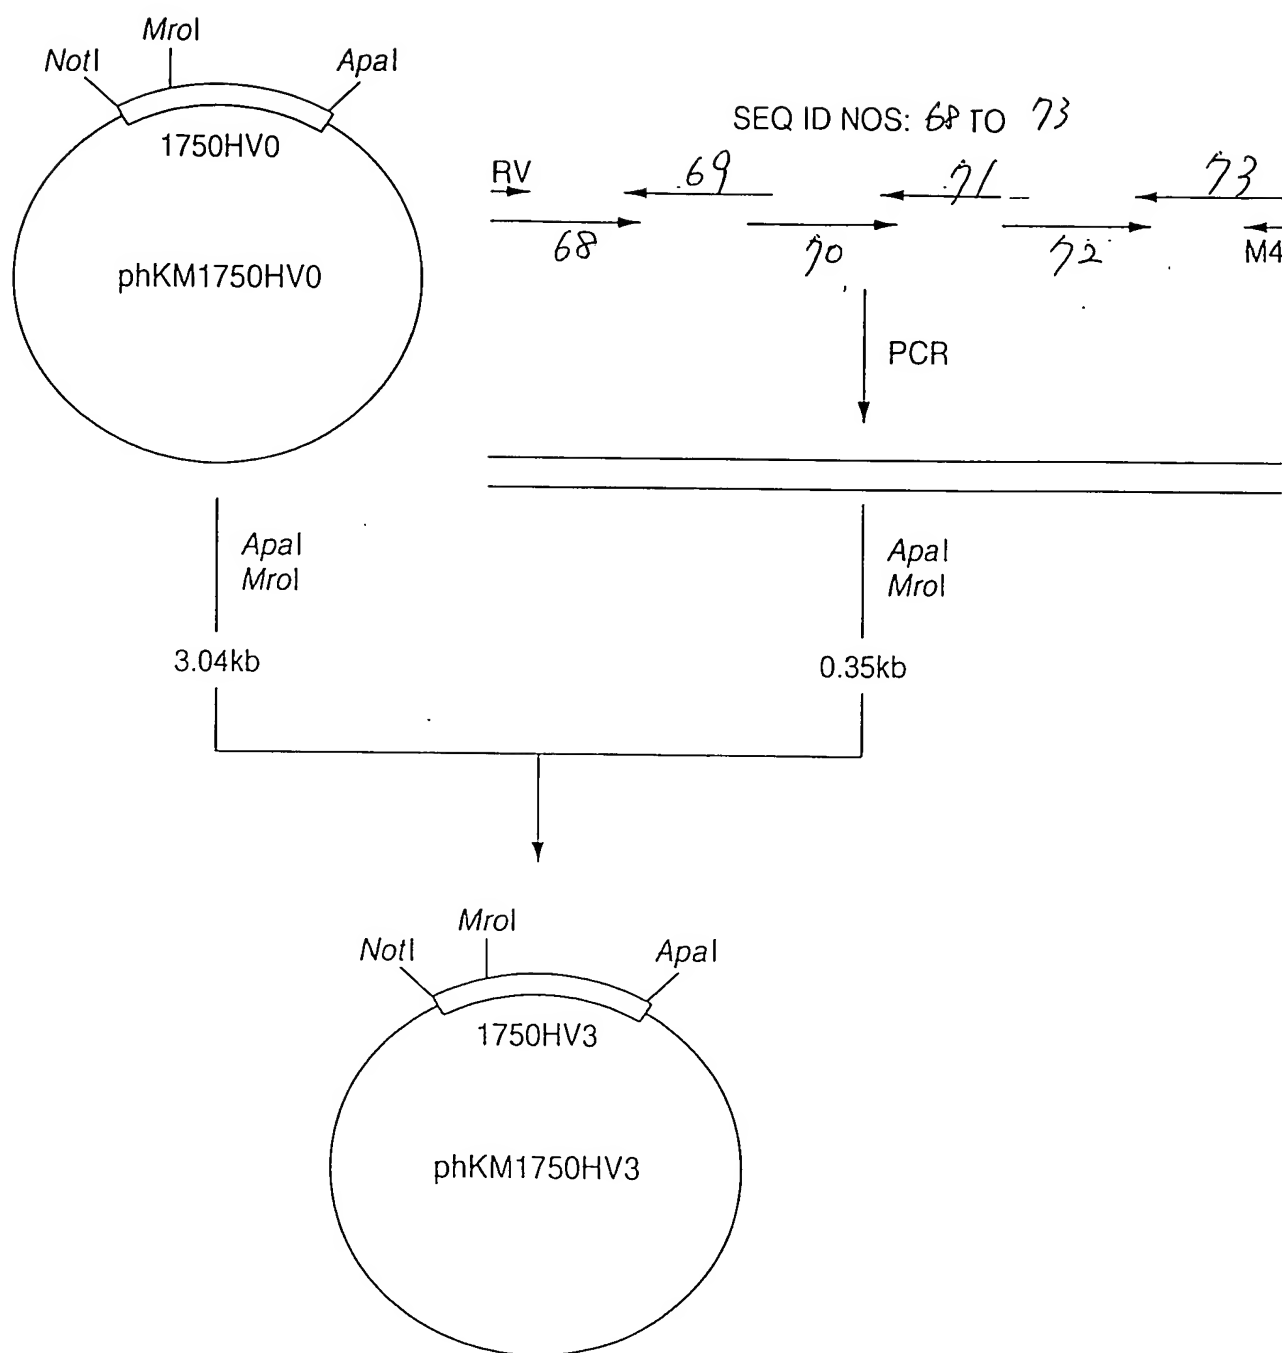 MroI
NotI
ApaI
1750HV0
phKM1750HV0
SEQ ID NOS: 68 TO 73
RV
69
71
73
68
70
72
M4
PCR
ApaI
MroI
ApaI
MroI
3.04kb
0.35kb
MroI
NotI
ApaI
1750HV3
phKM1750HV3